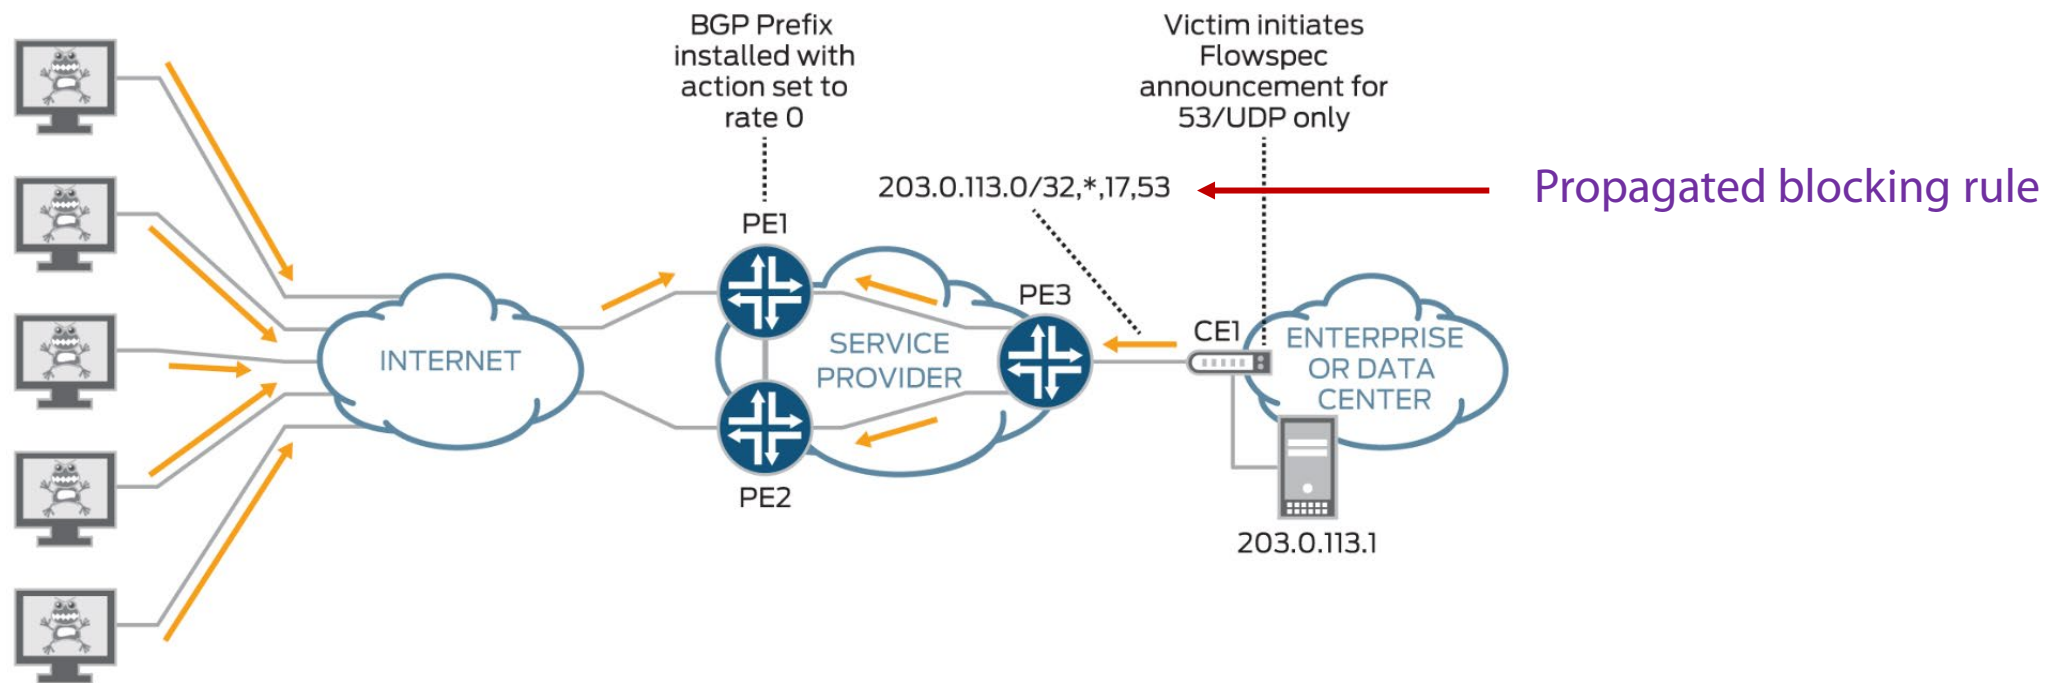 BGP Prefix
installed with
action set to
rate 0
Victim initiates
Flowspec
announcement for
53/UDP only
203.0.113.0/32,*,17,53
Propagated blocking rule
PE1
PE3
CE1
INTERNET
SERVICE
PROVIDER
ENTERPRISE
OR DATA
CENTER
PE2
203.0.113.1